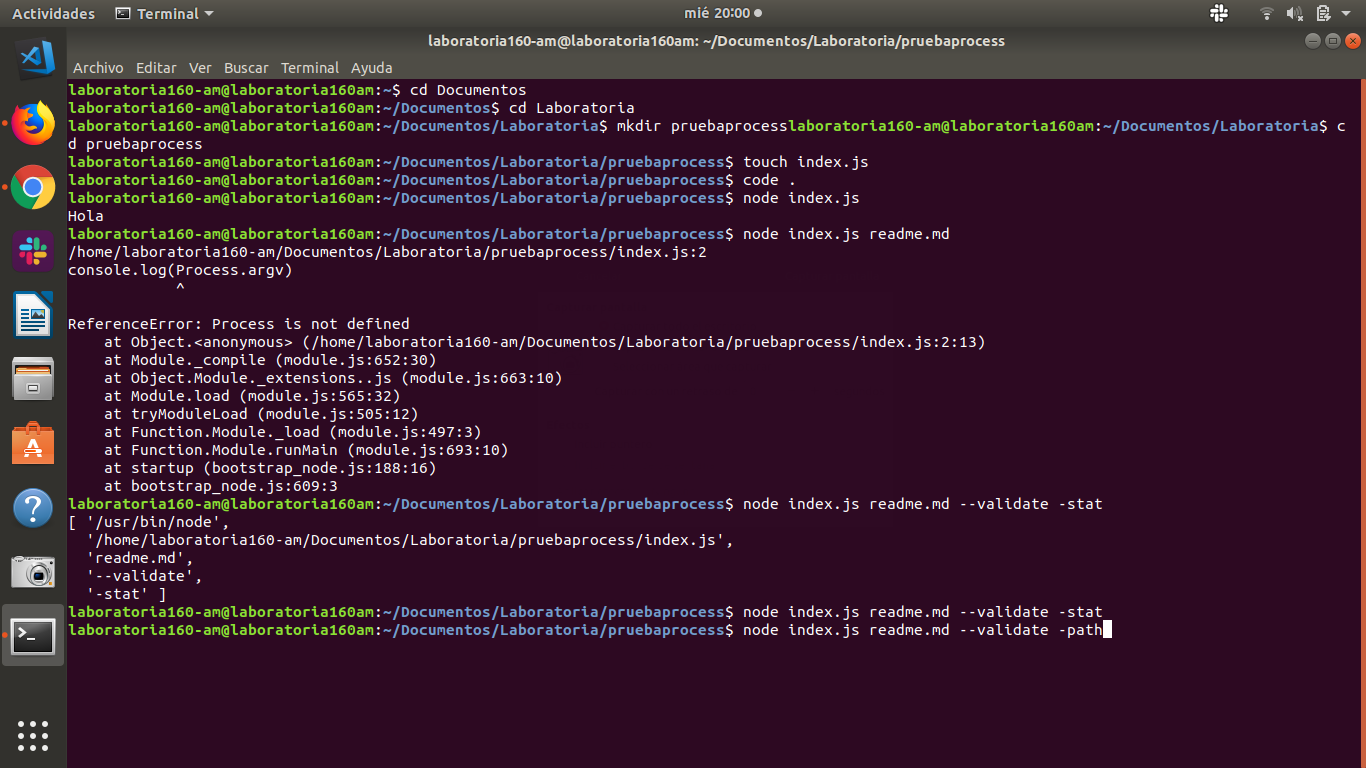 Actividades Terminal mié 20:00
laboratoria160-am@laboratoria160am: ~/Documentos/Laboratoria/pruebaprocess
Archivo Editar Ver Buscar Terminal Ayuda
laboratoria160-am@laboratoria160am:~$ cd Documentos
laboratoria160-am@laboratoria160am:~/Documentos$ cd Laboratoria
laboratoria160-am@laboratoria160am:~/Documentos/Laboratoria$ mkdir pruebaprocesslaboratoria160-am@laboratoria160am:~/Documentos/Laboratoria$ c
d pruebaprocess
laboratoria160-am@laboratoria160am:~/Documentos/Laboratoria/pruebaprocess$ touch index.js
laboratoria160-am@laboratoria160am:~/Documentos/Laboratoria/pruebaprocess$ code .
laboratoria160-am@laboratoria160am:~/Documentos/Laboratoria/pruebaprocess$ node index.js
Hola
laboratoria160-am@laboratoria160am:~/Documentos/Laboratoria/pruebaprocess$ node index.js readme.md
/home/laboratoria160-am/Documentos/Laboratoria/pruebaprocess/index.js:2
console.log(Process.argv)
            ^
ReferenceError: Process is not defined
    at Object.<anonymous> (/home/laboratoria160-am/Documentos/Laboratoria/pruebaprocess/index.js:2:13)
    at Module._compile (module.js:652:30)
    at Object.Module._extensions..js (module.js:663:10)
    at Module.load (module.js:565:32)
    at tryModuleLoad (module.js:505:12)
    at Function.Module._load (module.js:497:3)
    at Function.Module.runMain (module.js:693:10)
    at startup (bootstrap_node.js:188:16)
    at bootstrap_node.js:609:3
laboratoria160-am@laboratoria160am:~/Documentos/Laboratoria/pruebaprocess$ node index.js readme.md --validate -stat
[ '/usr/bin/node',
  '/home/laboratoria160-am/Documentos/Laboratoria/pruebaprocess/index.js',
  'readme.md',
  '--validate',
  '-stat' ]
laboratoria160-am@laboratoria160am:~/Documentos/Laboratoria/pruebaprocess$ node index.js readme.md --validate -stat
laboratoria160-am@laboratoria160am:~/Documentos/Laboratoria/pruebaprocess$ node index.js readme.md --validate -path